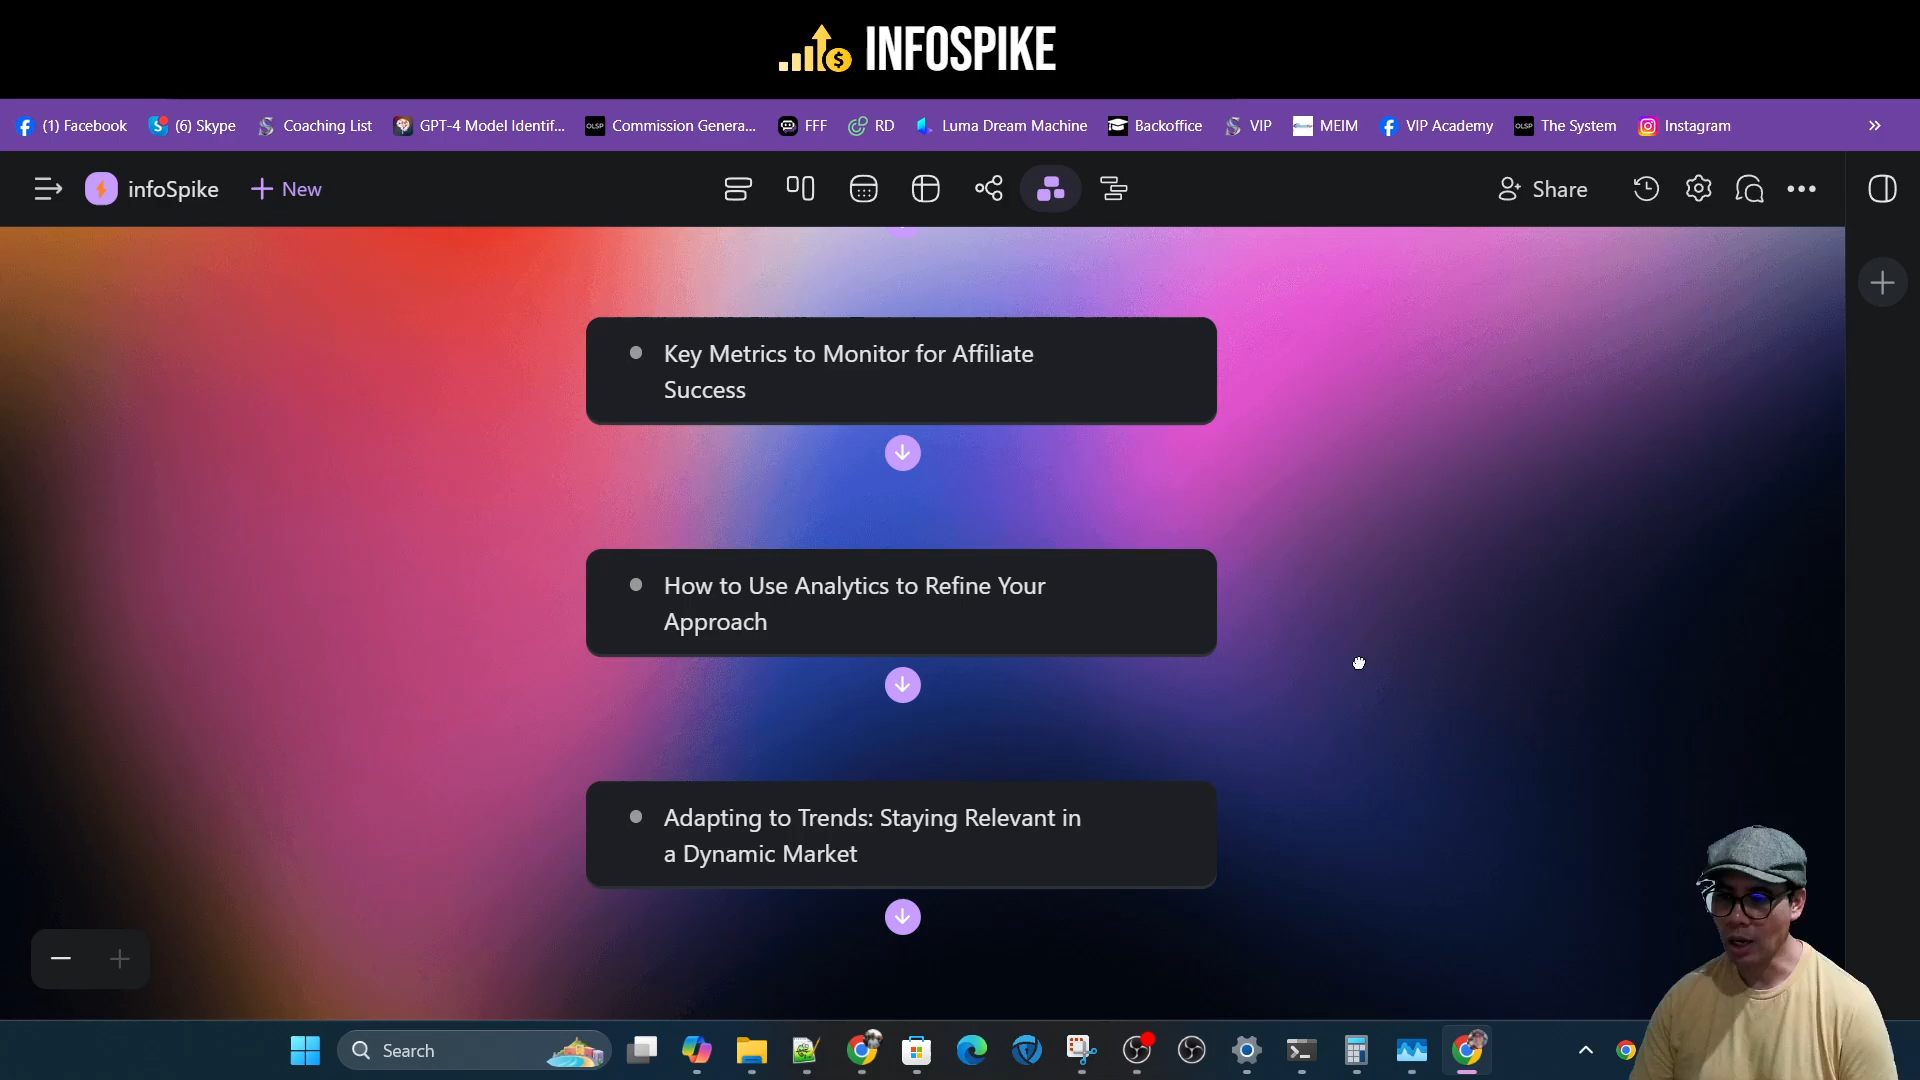 INFOSPIKE
(1) Facebook
(6) Skype
Coaching List
GPT-4 Model Identif...
OLSP
Commission Genera...
FFF
RD
Luma Dream Machine
Backoffice
VIP
MEIM
VIP Academy
OLSP
The System
Instagram
infoSpike
New
Share
Key Metrics to Monitor for Affiliate
Success
How to Use Analytics to Refine Your
Approach
Adapting to Trends: Staying Relevant in
a Dynamic Market
Search